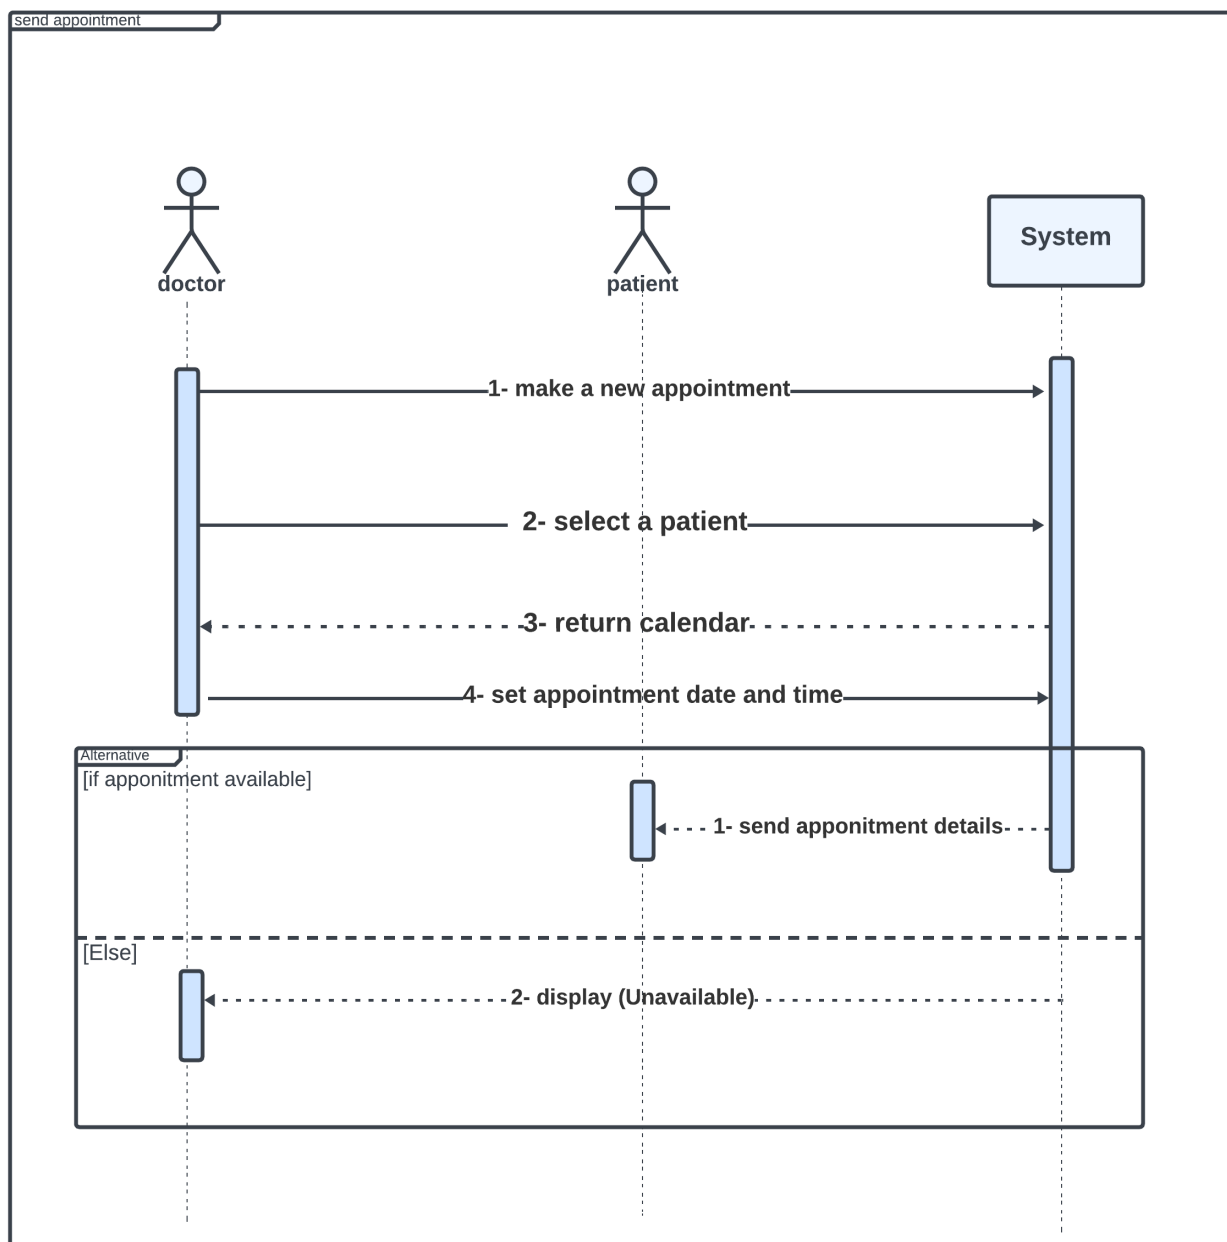 send appointment
doctor
patient
System
1- make a new appointment
2- select a patient
3- return calendar
4- set appointment date and time
Alternative
[if apponitment available]
1- send apponitment details
[Else]
2- display (Unavailable)